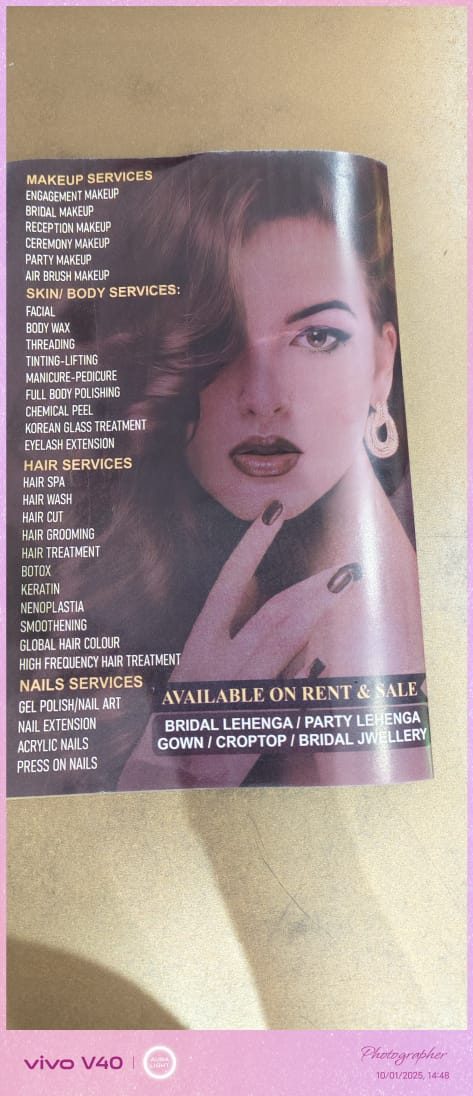 MAKEUP SERVICES
ENGAGEMENT MAKEUP
BRIDAL MAKEUP
RECEPTION MAKEUP
CEREMONY MAKEUP
PARTY MAKEUP
AIR BRUSH MAKEUP
SKIN/ BODY SERVICES:
FACIAL
BODY WAX
THREADING
TINTING-LIFTING
MANICURE-PEDICURE
FULL BODY POLISHING
CHEMICAL PEEL
KOREAN GLASS TREATMENT
EYELASH EXTENSION
HAIR SERVICES
HAIR SPA
HAIR WASH
HAIR CUT
HAIR GROOMING
HAIR TREATMENT
BOTOX
KERATIN
NENOPLASTIA
SMOOTHENING
GLOBAL HAIR COLOUR
HIGH FREQUENCY HAIR TREATMENT
NAILS SERVICES
GEL POLISH/NAIL ART
NAIL EXTENSION
ACRYLIC NAILS
PRESS ON NAILS
AVAILABLE ON RENT & SALE
BRIDAL LEHENGA / PARTY LEHENGA
GOWN / CROPTOP / BRIDAL JWELLERY
vivo V40
AURA
LIGHT
Photographer
10/01/2025, 14:48